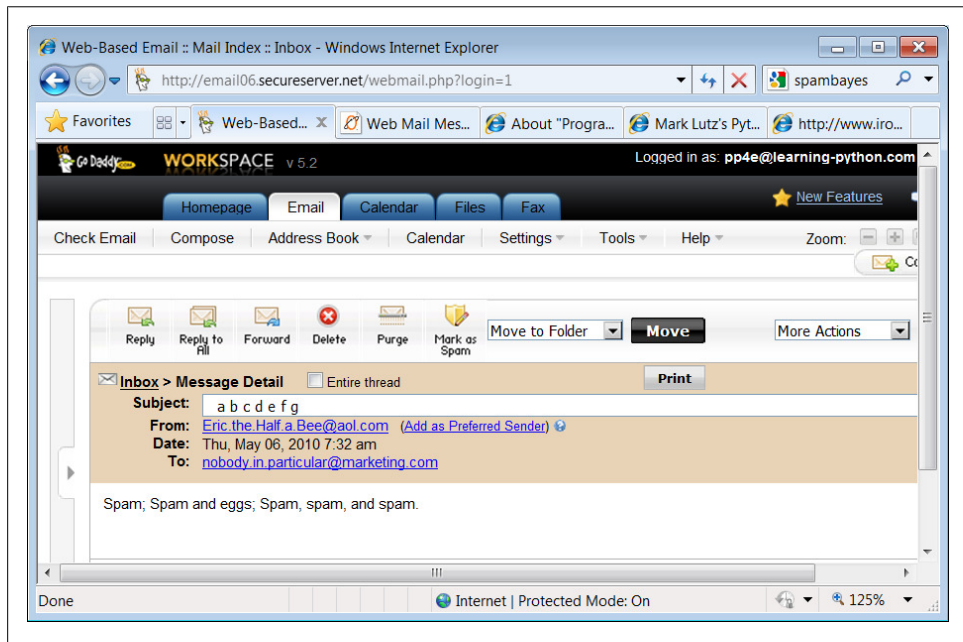 Web-Based Email :: Mail Index :: Inbox - Windows Internet Explorer
http://email06.secureserver.net/webmail.php?login=1
spambayes
Favorites
Web-Based...
Web Mail Mes...
About "Progra...
Mark Lutz's Pyt...
http://www.iro...
Go Daddy.com
WORKSPACE v 5.2
Logged in as: pp4e@learning-python.com
Homepage Email Calendar Files Fax
New Features
Check Email Compose Address Book Calendar Settings Tools Help Zoom:
Reply
Reply to All
Forward
Delete
Purge
Mark as Spam
Move to Folder
Move
More Actions
Inbox > Message Detail Entire thread
Print
Subject: a b c d e f g
From: Eric.the.Half.a.Bee@aol.com (Add as Preferred Sender)
Date: Thu, May 06, 2010 7:32 am
To: nobody.in.particular@marketing.com
Spam; Spam and eggs; Spam, spam, and spam.
Done
Internet | Protected Mode: On
125%